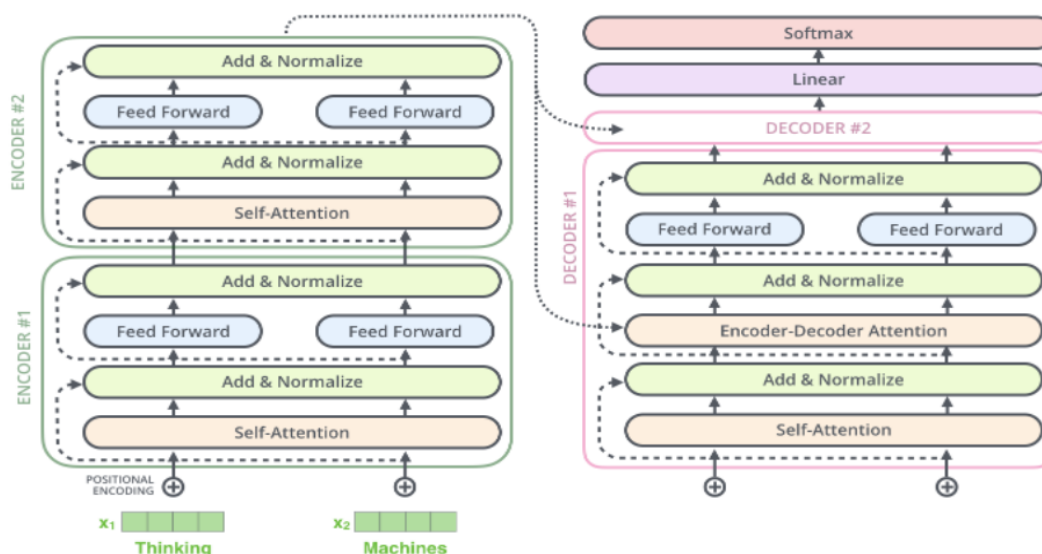 ENCODER #2
Add & Normalize
Feed Forward Feed Forward
Add & Normalize
Self-Attention
ENCODER #1
Add & Normalize
Feed Forward Feed Forward
Add & Normalize
Self-Attention
POSITIONAL
ENCODING
x1 x2
Thinking Machines
Softmax
Linear
DECODER #2
DECODER #1
Add & Normalize
Feed Forward Feed Forward
Add & Normalize
Encoder-Decoder Attention
Add & Normalize
Self-Attention